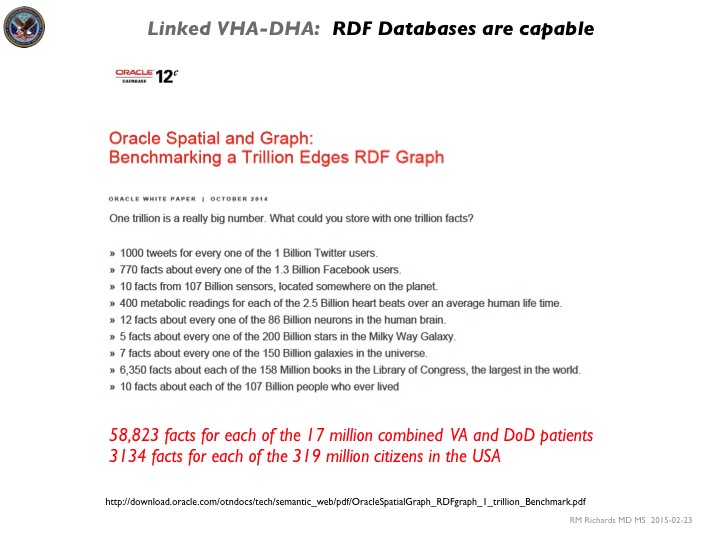 Linked VHA-DHA: RDF Databases are capable
ORACLE DATABASE 12c
Oracle Spatial and Graph:
Benchmarking a Trillion Edges RDF Graph
ORACLE WHITE PAPER | OCTOBER 2014
One trillion is a really big number. What could you store with one trillion facts?
» 1000 tweets for every one of the 1 Billion Twitter users.
» 770 facts about every one of the 1.3 Billion Facebook users.
» 10 facts from 107 Billion sensors, located somewhere on the planet.
» 400 metabolic readings for each of the 2.5 Billion heart beats over an average human life time.
» 12 facts about every one of the 86 Billion neurons in the human brain.
» 5 facts about every one of the 200 Billion stars in the Milky Way Galaxy.
» 7 facts about every one of the 150 Billion galaxies in the universe.
» 6,350 facts about each of the 158 Million books in the Library of Congress, the largest in the world.
» 10 facts about each of the 107 Billion people who ever lived
58,823 facts for each of the 17 million combined VA and DoD patients
3134 facts for each of the 319 million citizens in the USA
http://download.oracle.com/otndocs/tech/semantic_web/pdf/OracleSpatialGraph_RDFgraph_1_trillion_Benchmark.pdf
RM Richards MD MS 2015-02-23